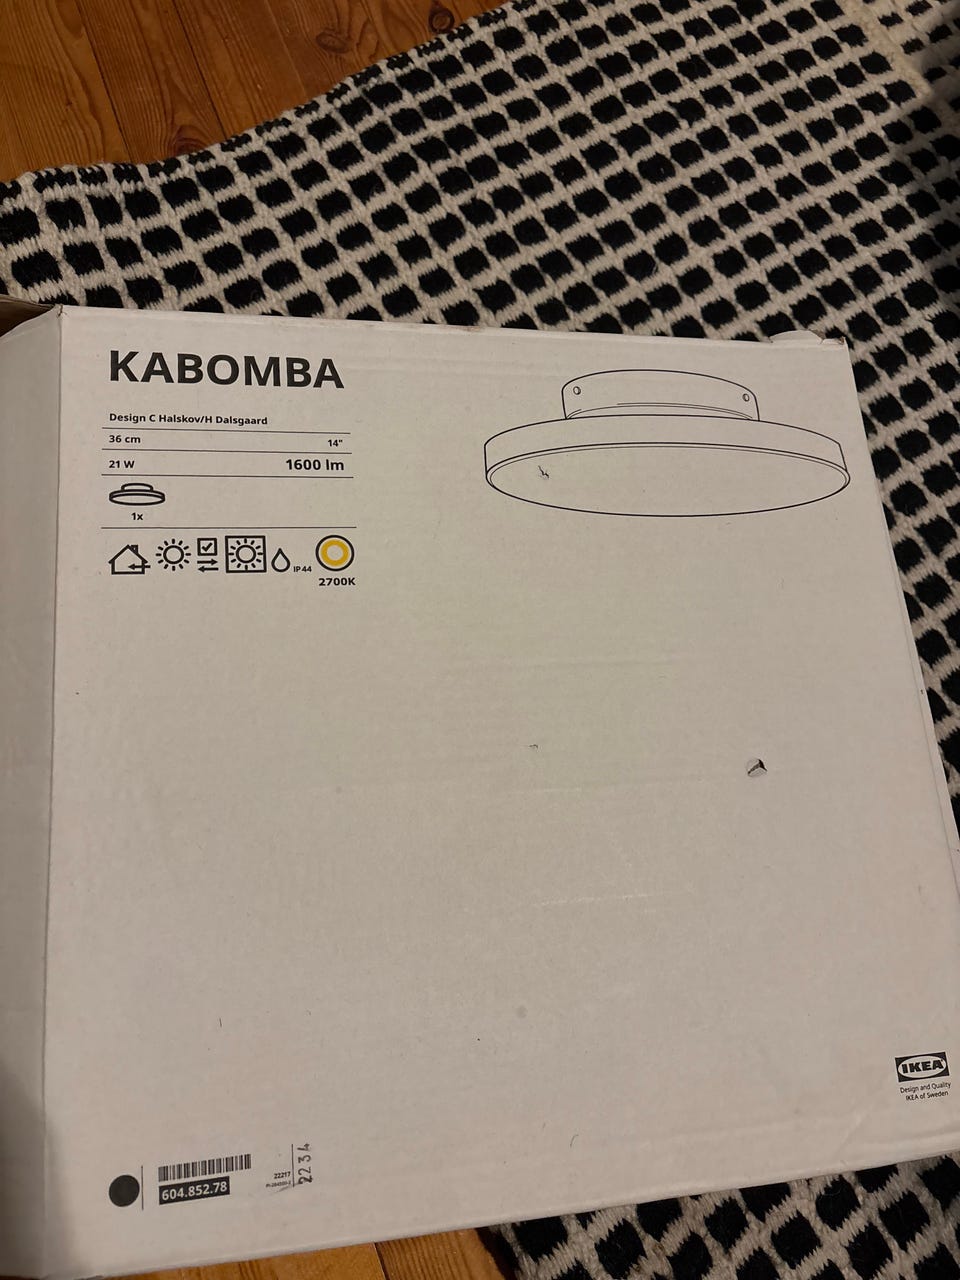 KABOMBA
Design C Halskov/H Dalsgaard
36 cm 14"
21 W 1600 lm
1x
IP44
2700K
IKEA
Design and Quality
IKEA of Sweden
22217
2234
604.852.78